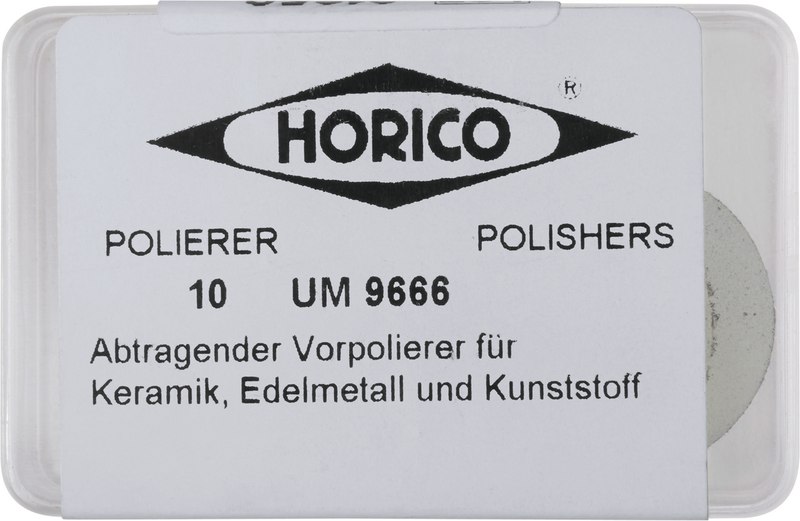 HORICO ®
POLIERER POLISHERS
10 UM 9666
Abtragender Vorpolierer für
Keramik, Edelmetall und Kunststoff